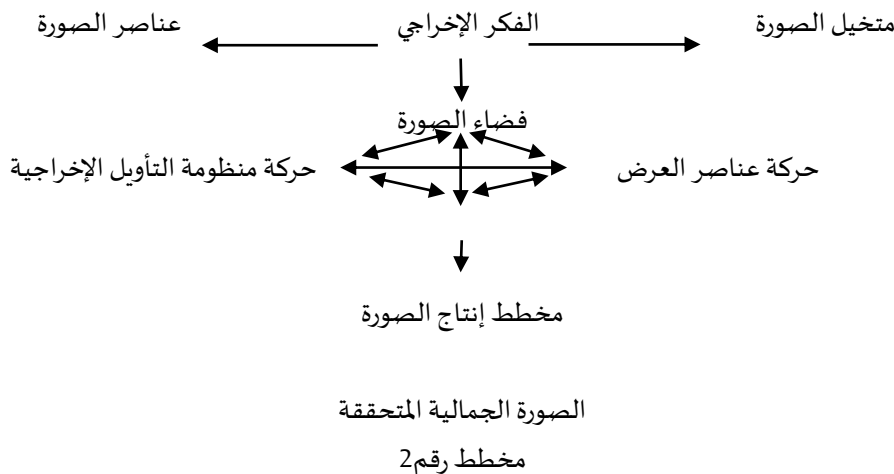 متخيل الصورة الفكر الإخراجي عناصر الصورة
فضاء الصورة
حركة عناصر العرض حركة منظومة التأويل الإخراجية
مخطط إنتاج الصورة
الصورة الجمالية المتحققة
مخطط رقم2